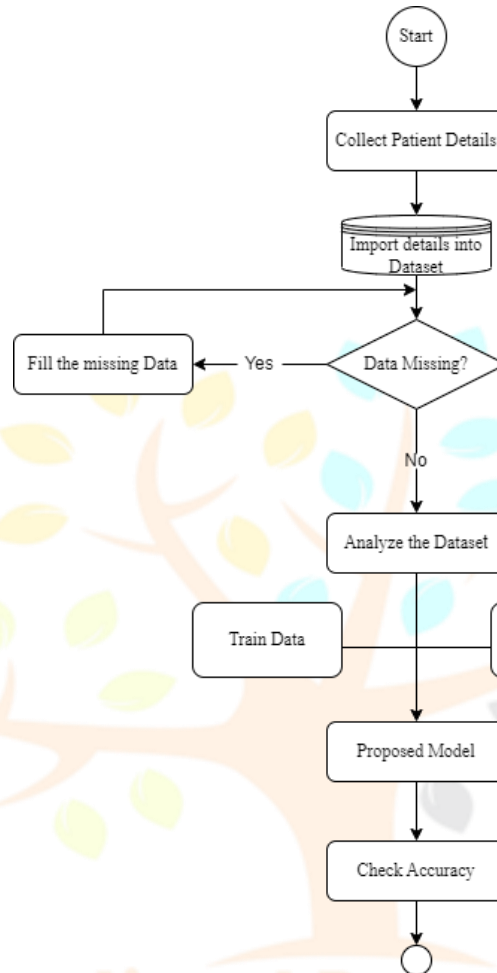 Start
Collect Patient Details
Import details into
Dataset
Fill the missing Data
Yes
Data Missing?
No
Analyze the Dataset
Train Data
Proposed Model
Check Accuracy